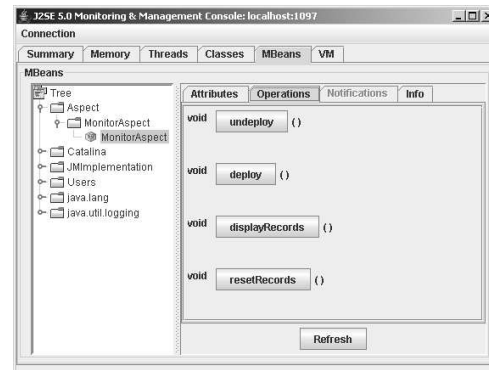 J2SE 5.0 Monitoring & Management Console: localhost:1097
Connection
Summary Memory Threads Classes MBeans VM
MBeans
Tree
Aspect
MonitorAspect
MonitorAspect
Catalina
JMImplementation
Users
java.lang
java.util.logging
Attributes Operations Notifications Info
void undeploy ()
void deploy ()
void displayRecords ()
void resetRecords ()
Refresh